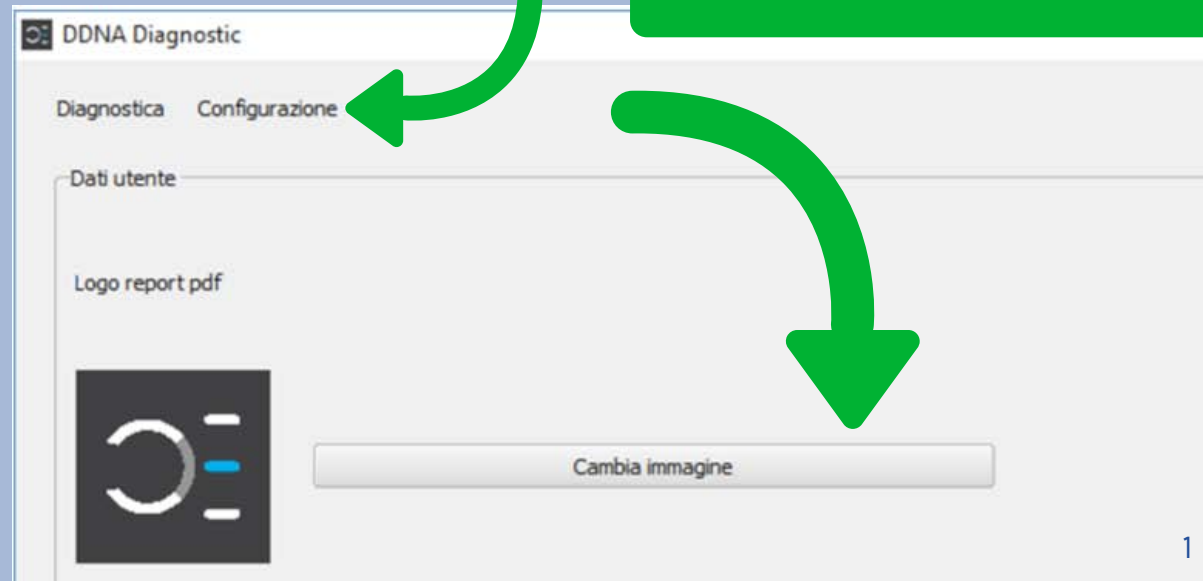 DDNA Diagnostic
Diagnostica Configurazione
Dati utente
Logo report pdf
Cambia immagine
1